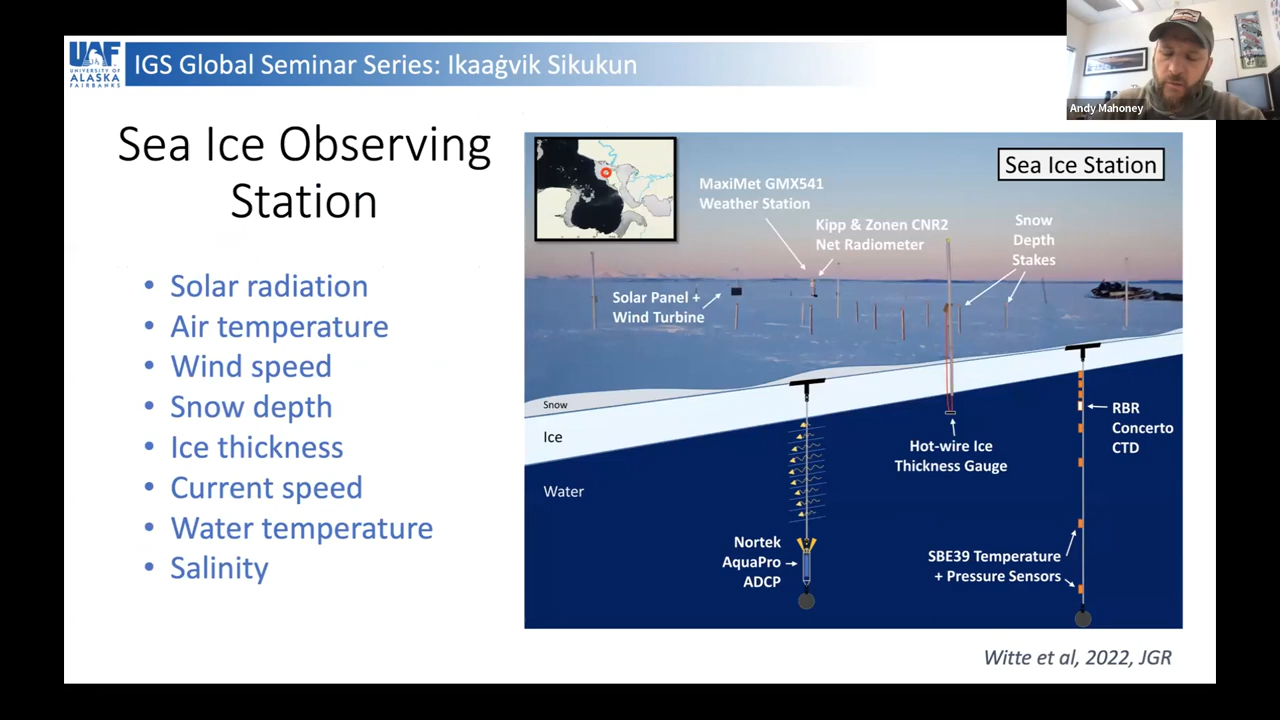 UAF
UNIVERSITY OF
ALASKA
FAIRBANKS
IGS Global Seminar Series: Ikaaġvik Sikukun
Andy Mahoney
Sea Ice Observing
Station
• Solar radiation
• Air temperature
• Wind speed
• Snow depth
• Ice thickness
• Current speed
• Water temperature
• Salinity
Sea Ice Station
MaxiMet GMX541
Weather Station
Kipp & Zonen CNR2
Net Radiometer
Snow
Depth
Stakes
Solar Panel +
Wind Turbine
Snow
Ice
Water
Hot-wire Ice
Thickness Gauge
RBR
Concerto
CTD
Nortek
AquaPro
ADCP
SBE39 Temperature
+ Pressure Sensors
Witte et al, 2022, JGR